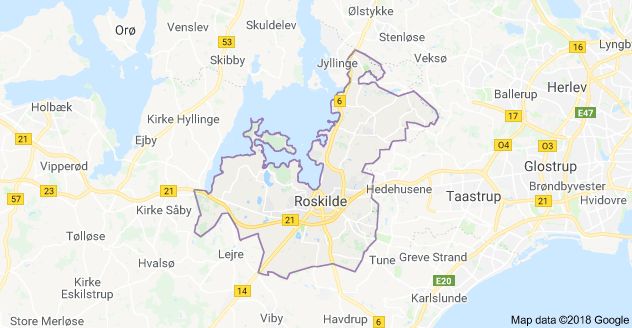 Ølstykke
Venslev
Skuldelev
Orø
Stenløse
53
16
Lyngby
Jyllinge
Veksø
Skibby
Ballerup
Herlev
6
Holbæk
Kirke Hyllinge
17
E47
21
Ejby
O4
O3
Glostrup
Vipperød
Hedehusene
Brøndbyvester
57
23
21
Taastrup
21
Hvidovre
Roskilde
Kirke Såby
21
Tølløse
Lejre
Tune
Greve Strand
Hvalsø
Kirke
Eskilstrup
14
E20
Karlslunde
Store Merløse
Viby
Havdrup
6
Map data ©2018 Google